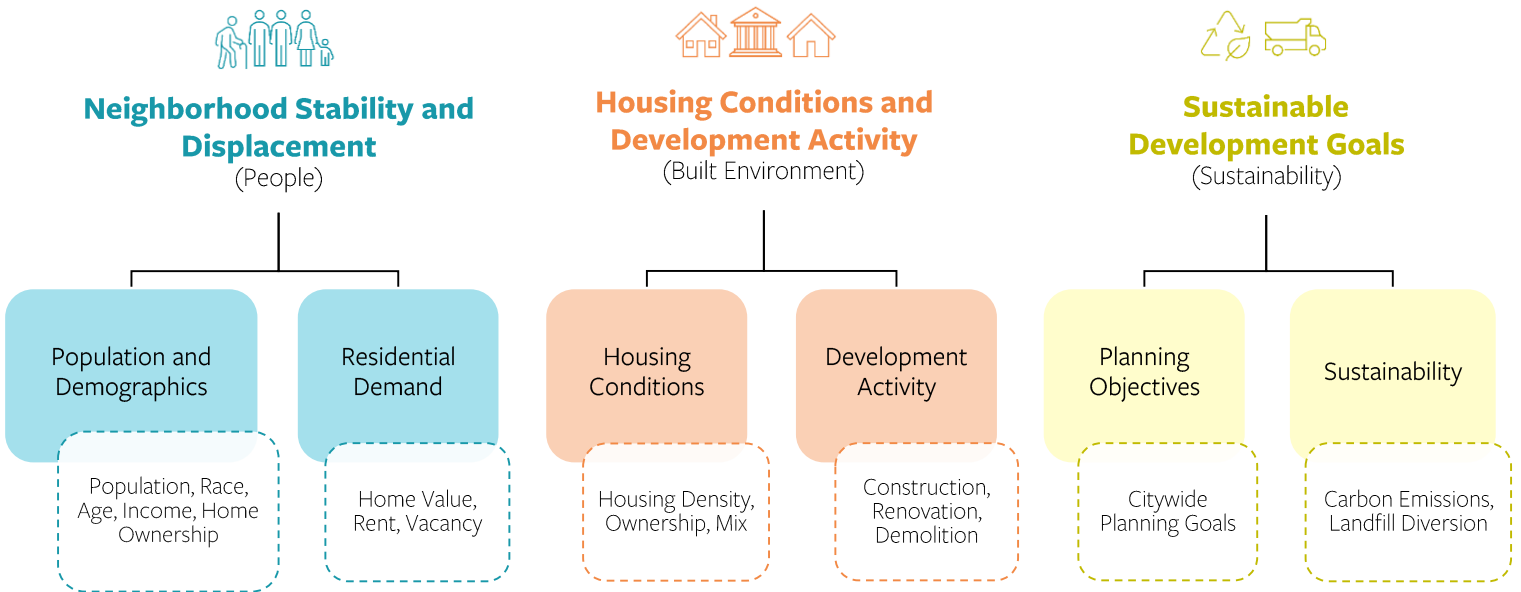 Neighborhood Stability and
Displacement
(People)
Housing Conditions and
Development Activity
(Built Environment)
Sustainable
Development Goals
(Sustainability)
Population and
Demographics
Residential
Demand
Housing
Conditions
Development
Activity
Planning
Objectives
Sustainability
Population, Race,
Age, Income, Home
Ownership
Home Value,
Rent, Vacancy
Housing Density,
Ownership, Mix
Construction,
Renovation,
Demolition
Citywide
Planning Goals
Carbon Emissions,
Landfill Diversion